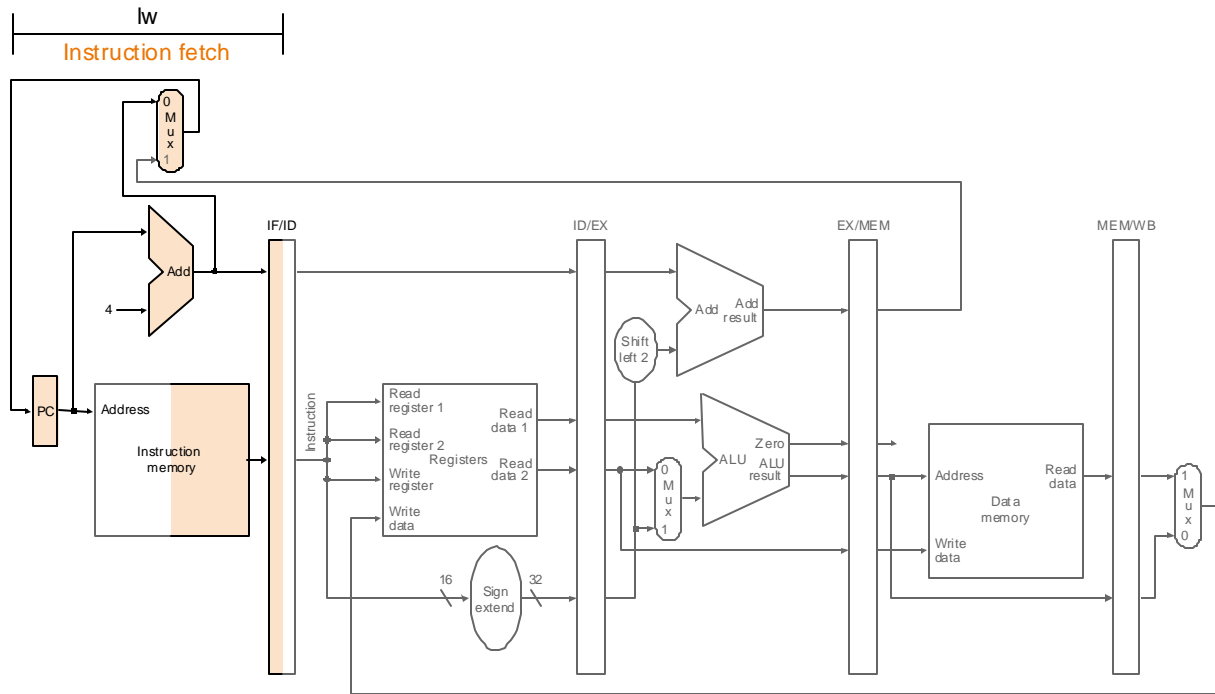 lw
Instruction fetch
0
M
u
x
1
IF/ID
ID/EX
EX/MEM
MEM/WB
Add
4
Add
Add
result
Shift
left 2
PC
Address
Instruction
memory
Instruction
Read
register 1
Read
register 2
Write
register
Write
data
Registers
Read
data 1
Read
data 2
0
M
u
x
1
Zero
ALU
ALU
result
Address
Write
data
Data
memory
Read
data
1
M
u
x
0
16
Sign
extend
32